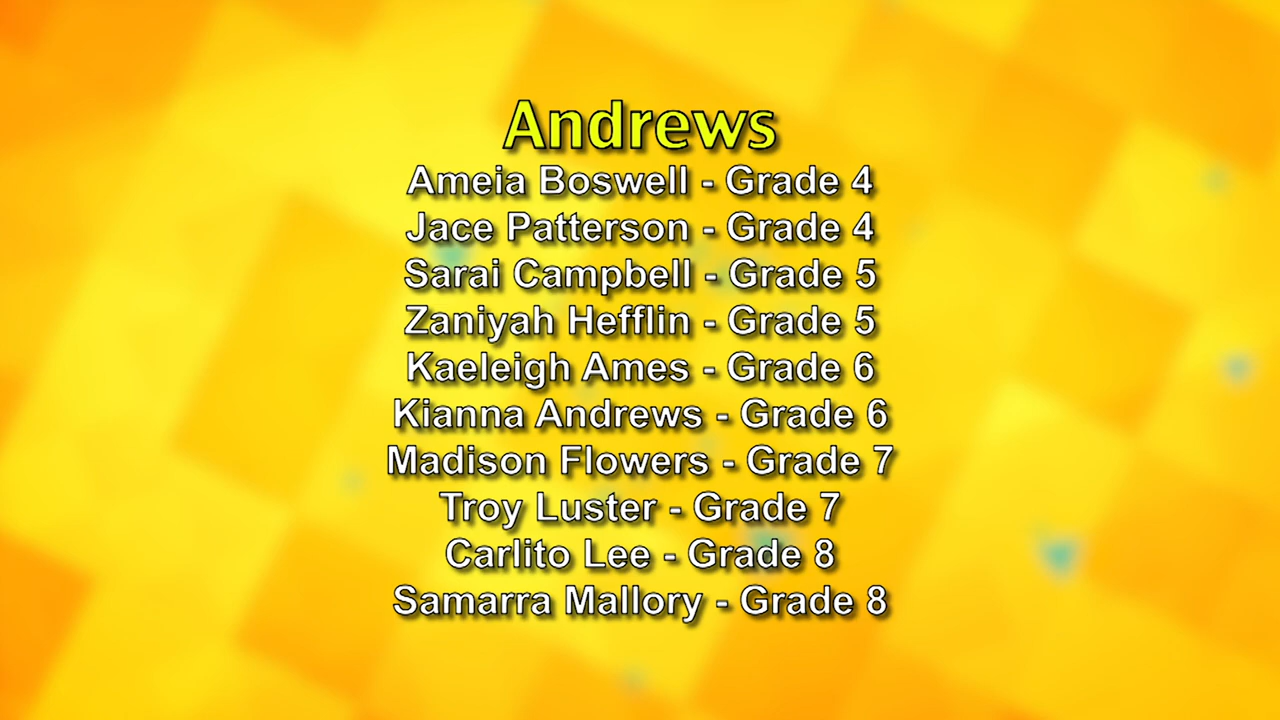 Andrews
Ameia Boswell - Grade 4
Jace Patterson - Grade 4
Sarai Campbell - Grade 5
Zaniyah Hefflin - Grade 5
Kaeleigh Ames - Grade 6
Kianna Andrews - Grade 6
Madison Flowers - Grade 7
Troy Luster - Grade 7
Carlito Lee - Grade 8
Samarra Mallory - Grade 8